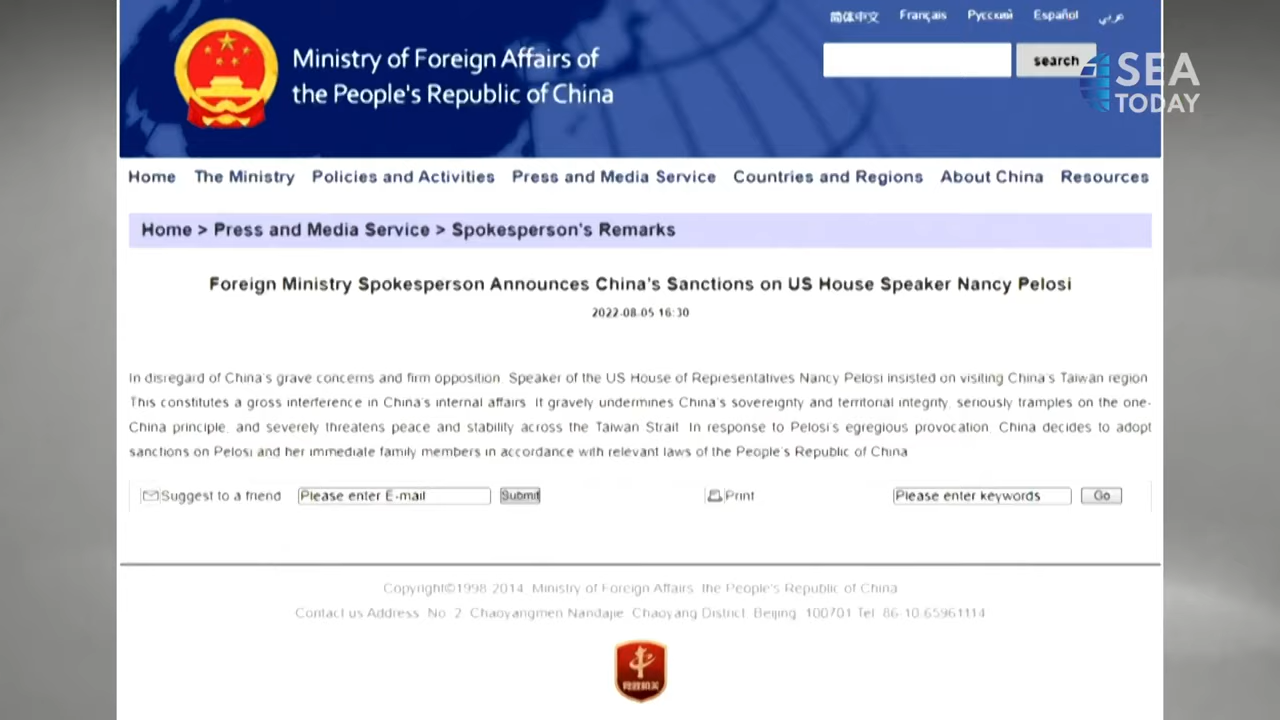 简体中文 Français Русский Español عربي
Ministry of Foreign Affairs of
the People's Republic of China
search
SEA
TODAY
Home The Ministry Policies and Activities Press and Media Service Countries and Regions About China Resources
Home > Press and Media Service > Spokesperson's Remarks
Foreign Ministry Spokesperson Announces China's Sanctions on US House Speaker Nancy Pelosi
2022-08-05 16:30
In disregard of China's grave concerns and firm opposition, Speaker of the US House of Representatives Nancy Pelosi insisted on visiting China's Taiwan region.
This constitutes a gross interference in China's internal affairs. It gravely undermines China's sovereignty and territorial integrity, seriously tramples on the one-
China principle, and severely threatens peace and stability across the Taiwan Strait. In response to Pelosi's egregious provocation, China decides to adopt
sanctions on Pelosi and her immediate family members in accordance with relevant laws of the People's Republic of China.
Suggest to a friend Please enter E-mail Submit Print Please enter keywords Go
Copyright©1998-2014, Ministry of Foreign Affairs, the People's Republic of China
Contact us Address: No. 2, Chaoyangmen Nandajie, Chaoyang District, Beijing, 100701 Tel: 86-10-65961114
党政机关